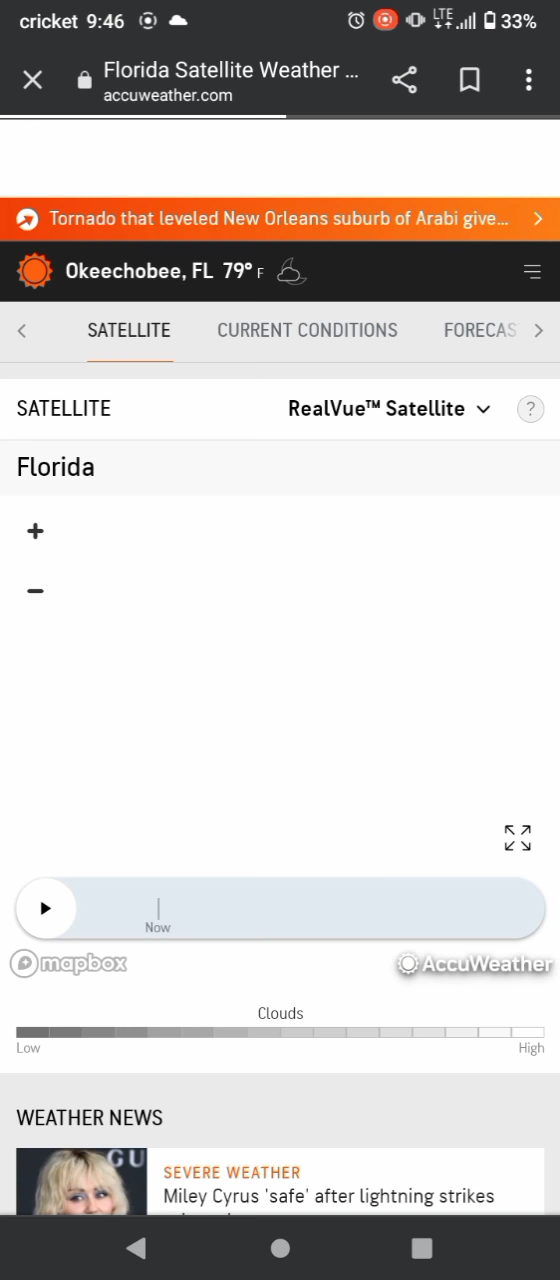 cricket 9:46 LTE 33%
Florida Satellite Weather ...
accuweather.com
Tornado that leveled New Orleans suburb of Arabi give...
Okeechobee, FL 79° F
SATELLITE CURRENT CONDITIONS FORECAS
SATELLITE RealVue™ Satellite ?
Florida
+
−
Now
mapbox AccuWeather
Clouds
Low High
WEATHER NEWS
GU
SEVERE WEATHER
Miley Cyrus 'safe' after lightning strikes